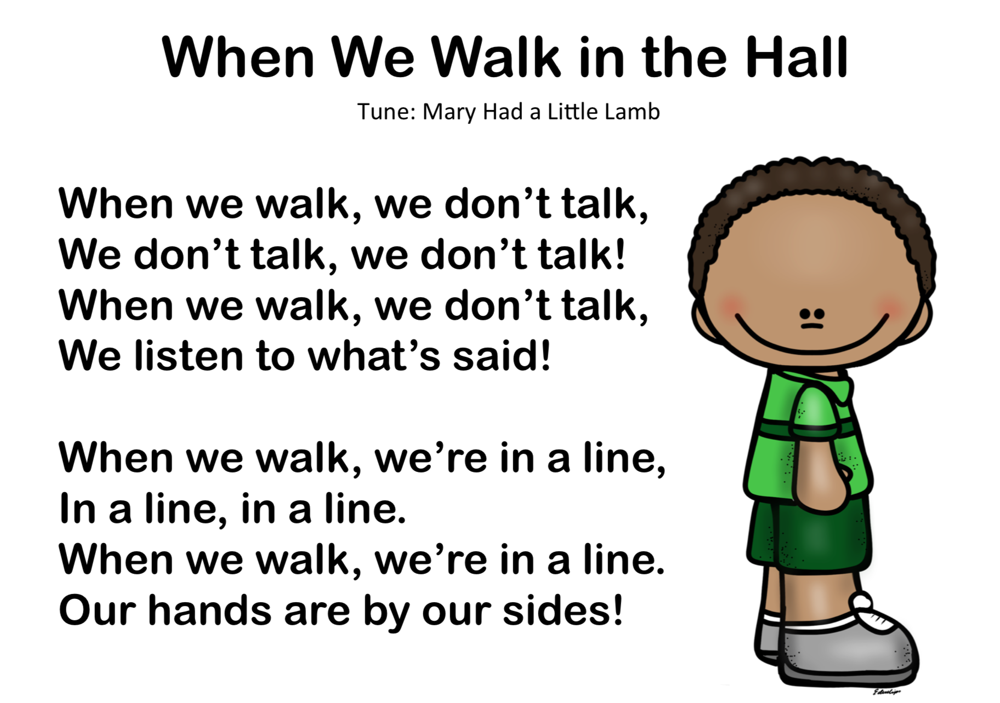 When We Walk in the Hall
Tune: Mary Had a Little Lamb
When we walk, we don’t talk,
We don’t talk, we don’t talk!
When we walk, we don’t talk,
We listen to what’s said!
When we walk, we’re in a line,
In a line, in a line.
When we walk, we’re in a line.
Our hands are by our sides!